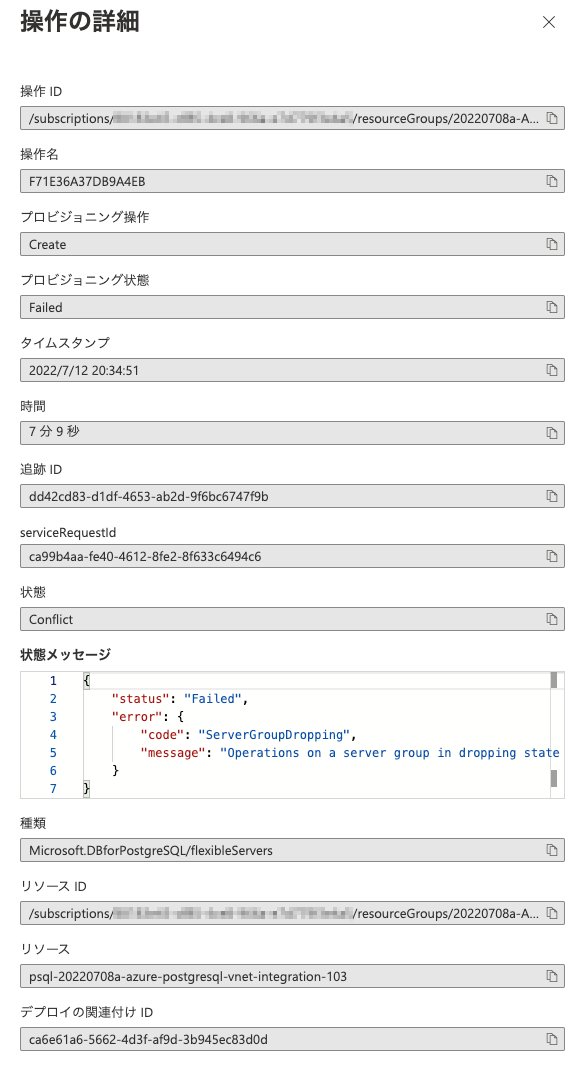 操作の詳細
操作 ID
/subscriptions/ /resourceGroups/20220708a-A...
操作名
F71E36A37DB9A4EB
プロビジョニング操作
Create
プロビジョニング状態
Failed
タイムスタンプ
2022/7/12 20:34:51
時間
7 分 9 秒
追跡 ID
dd42cd83-d1df-4653-ab2d-9f6bc6747f9b
serviceRequestId
ca99b4aa-fe40-4612-8fe2-8f633c6494c6
状態
Conflict
状態メッセージ
1 {
2 "status": "Failed",
3 "error": {
4 "code": "ServerGroupDropping",
5 "message": "Operations on a server group in dropping state
6 }
7 }
種類
Microsoft.DBforPostgreSQL/flexibleServers
リソース ID
/subscriptions/ /resourceGroups/20220708a-A...
リソース
psql-20220708a-azure-postgresql-vnet-integration-103
デプロイの関連付け ID
ca6e61a6-5662-4d3f-af9d-3b945ec83d0d